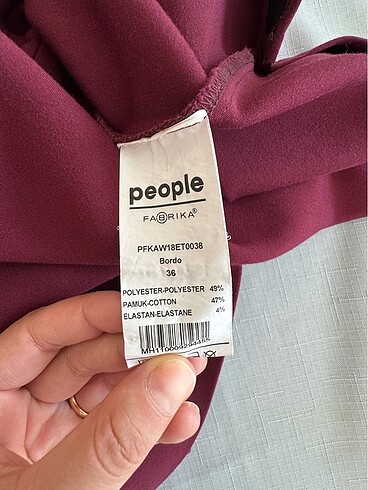 people
FABRIKA®
PFKAW18ET0038
Bordo
36
POLYESTER-POLYESTER 49%
PAMUK-COTTON 47%
ELASTAN-ELASTANE 4%